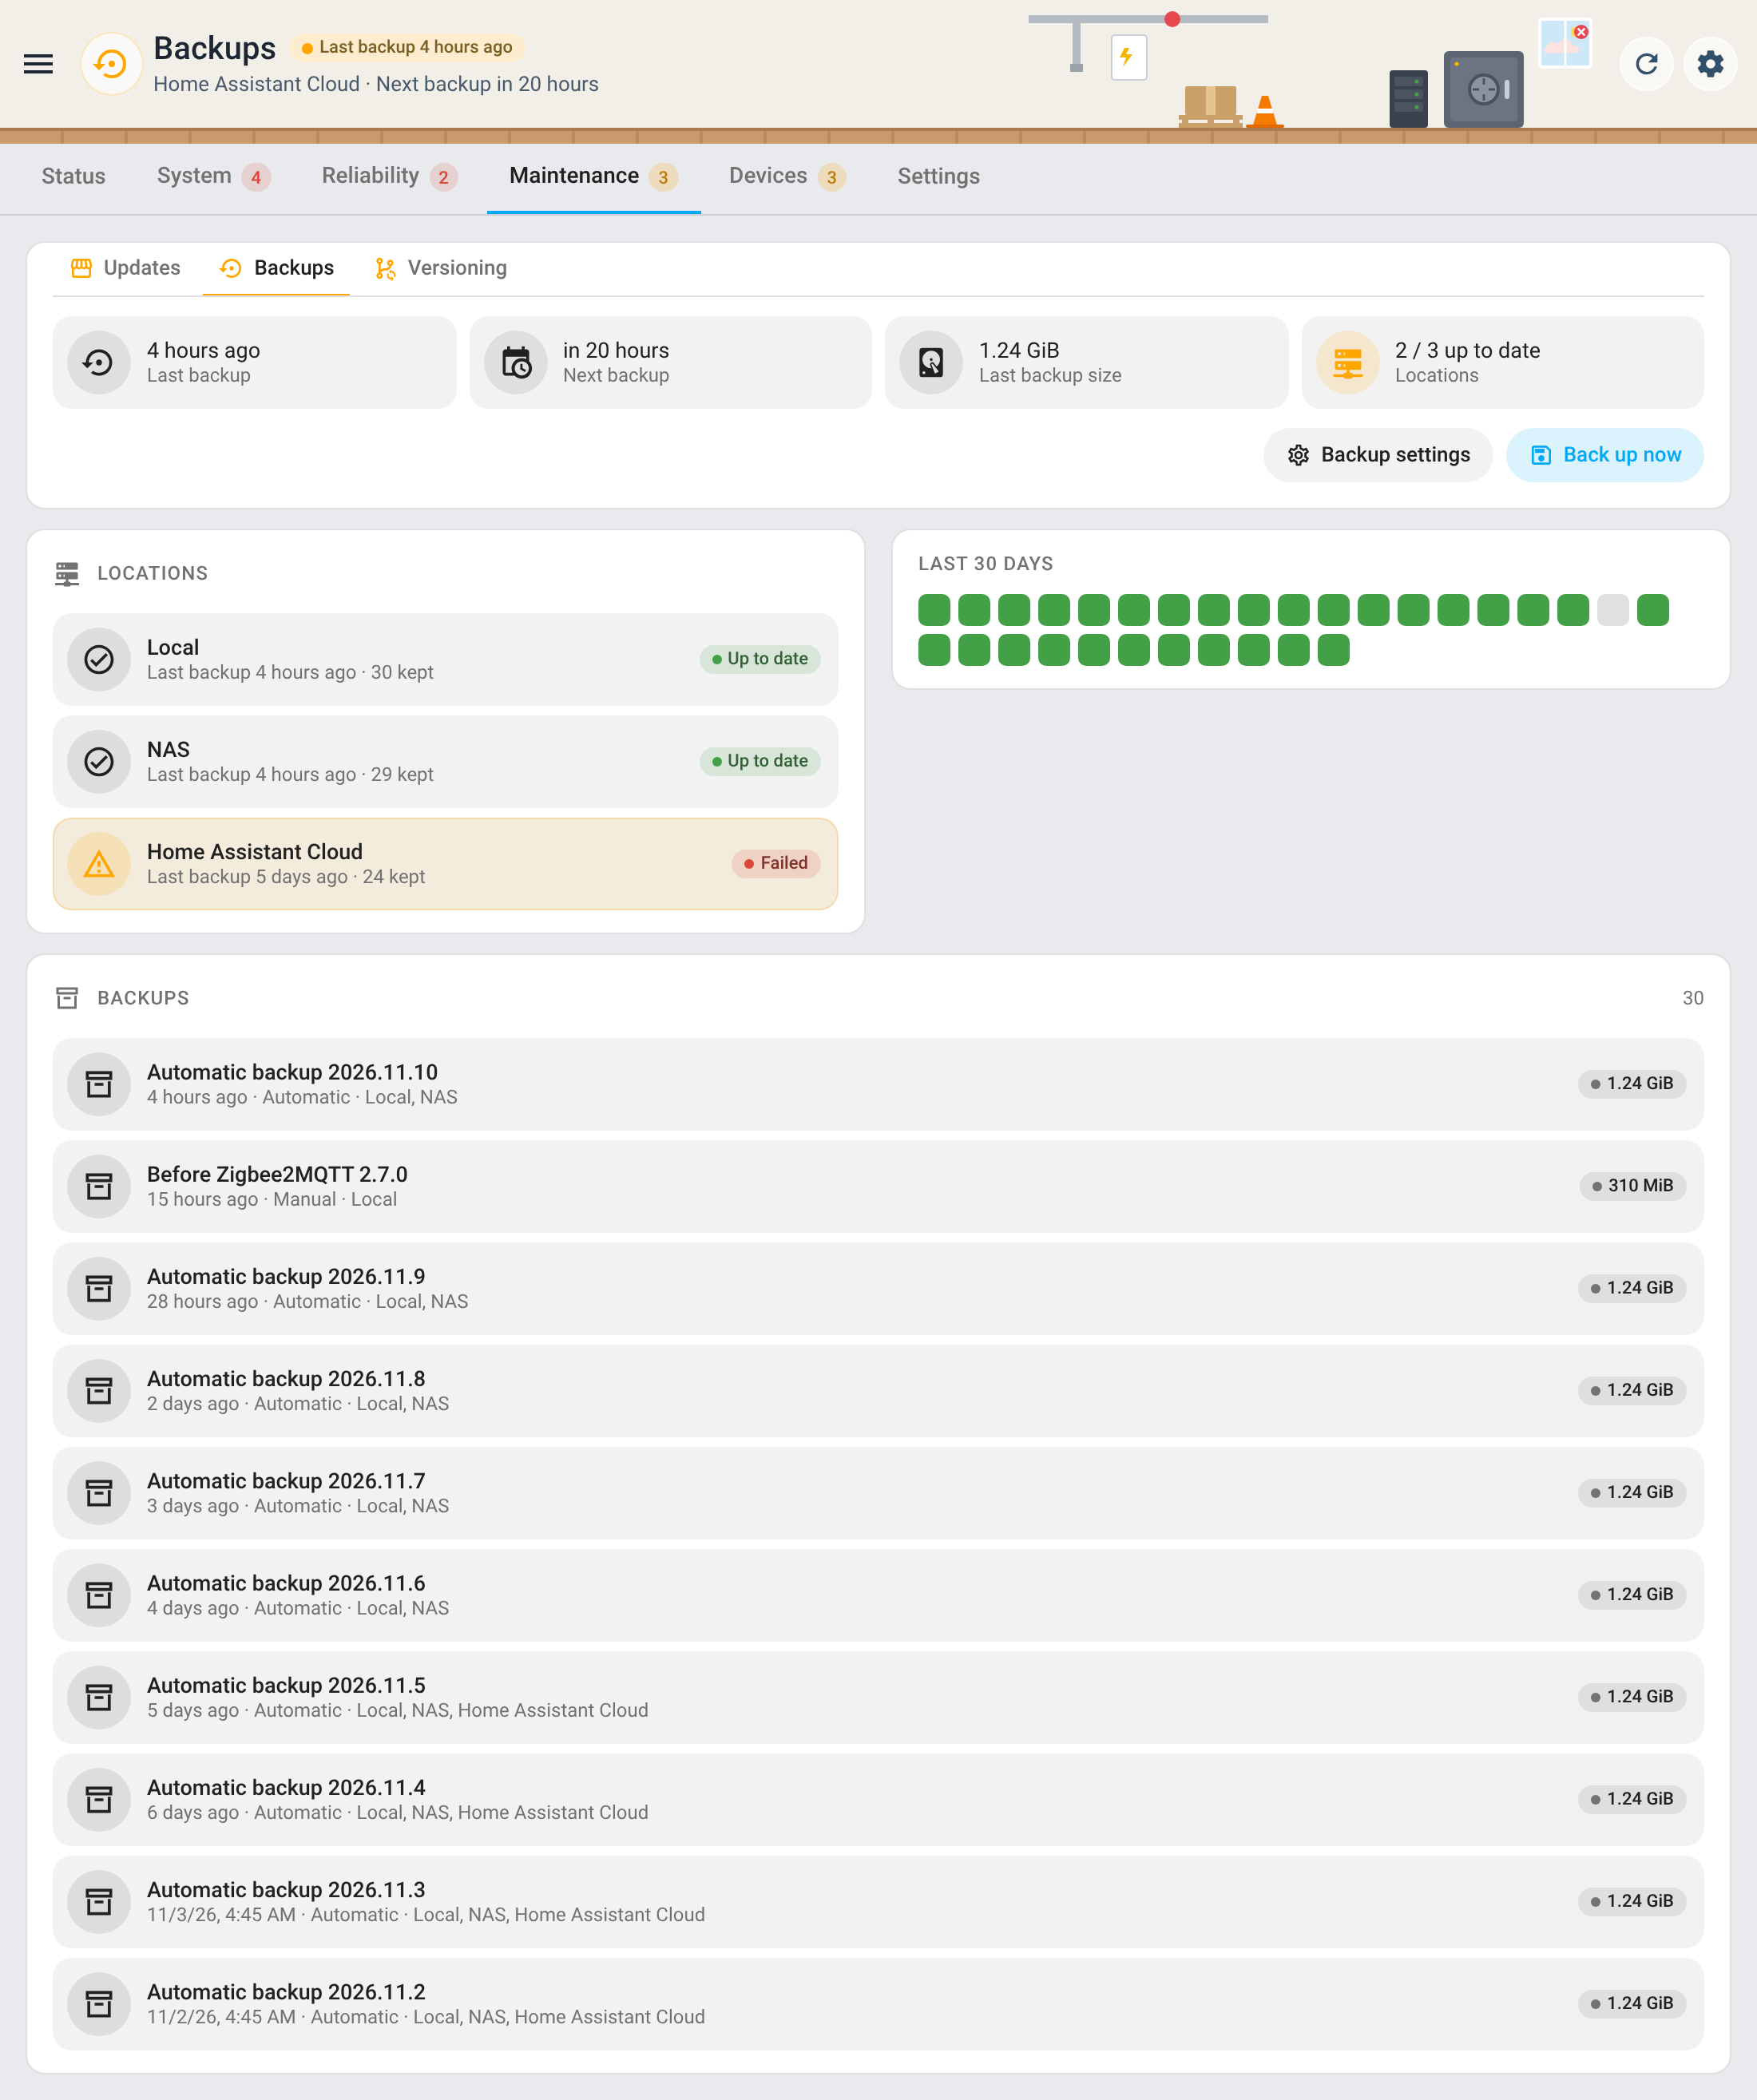 Backups
Last backup 4 hours ago
Home Assistant Cloud · Next backup in 20 hours
Status
System 4
Reliability 2
Maintenance 3
Devices 3
Settings
Updates
Backups
Versioning
4 hours ago
Last backup
in 20 hours
Next backup
1.24 GiB
Last backup size
2 / 3 up to date
Locations
Backup settings
Back up now
LOCATIONS
Local
Last backup 4 hours ago · 30 kept
Up to date
NAS
Last backup 4 hours ago · 29 kept
Up to date
Home Assistant Cloud
Last backup 5 days ago · 24 kept
Failed
LAST 30 DAYS
BACKUPS
30
Automatic backup 2026.11.10
4 hours ago · Automatic · Local, NAS
1.24 GiB
Before Zigbee2MQTT 2.7.0
15 hours ago · Manual · Local
310 MiB
Automatic backup 2026.11.9
28 hours ago · Automatic · Local, NAS
1.24 GiB
Automatic backup 2026.11.8
2 days ago · Automatic · Local, NAS
1.24 GiB
Automatic backup 2026.11.7
3 days ago · Automatic · Local, NAS
1.24 GiB
Automatic backup 2026.11.6
4 days ago · Automatic · Local, NAS
1.24 GiB
Automatic backup 2026.11.5
5 days ago · Automatic · Local, NAS, Home Assistant Cloud
1.24 GiB
Automatic backup 2026.11.4
6 days ago · Automatic · Local, NAS, Home Assistant Cloud
1.24 GiB
Automatic backup 2026.11.3
11/3/26, 4:45 AM · Automatic · Local, NAS, Home Assistant Cloud
1.24 GiB
Automatic backup 2026.11.2
11/2/26, 4:45 AM · Automatic · Local, NAS, Home Assistant Cloud
1.24 GiB